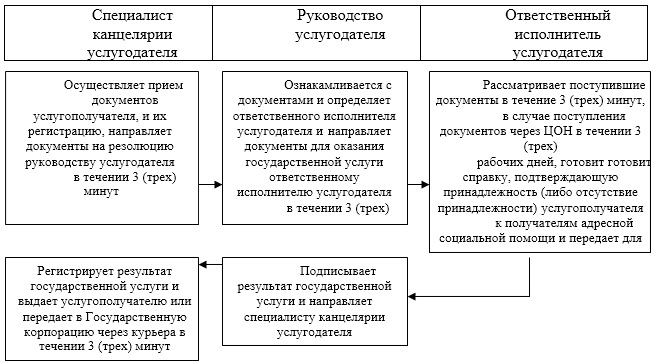 Специалист
канцелярии
услугодателя
Руководство
услугодателя
Ответственный
исполнитель
услугодателя
Осуществляет прием
документов
услугополучателя, и их
регистрацию, направляет
документы на резолюцию
руководству услугодателя
в течении 3 (трех)
минут
Ознакамливается с
документами и определяет
ответственного исполнителя
услугодателя и направляет
документы для оказания
государственной услуги
ответственному
исполнителю услугодателя
в течении 3 (трех)
Рассматривает поступившие
документы в течение 3 (трех) минут,
в случае поступления
документов через ЦОН в течении 3
(трех)
рабочих дней, готовит готовит
справку, подтверждающую
принадлежность (либо отсутствие
принадлежности) услугополучателя
к получателям адресной
социальной помощи и передает для
Регистрирует результат
государственной услуги и
выдает услугополучателю или
передает в Государственную
корпорацию через курьера в
течении 3 (трех) минут
Подписывает
результат государственной
услуги и направляет
специалисту канцелярии
услугодателя